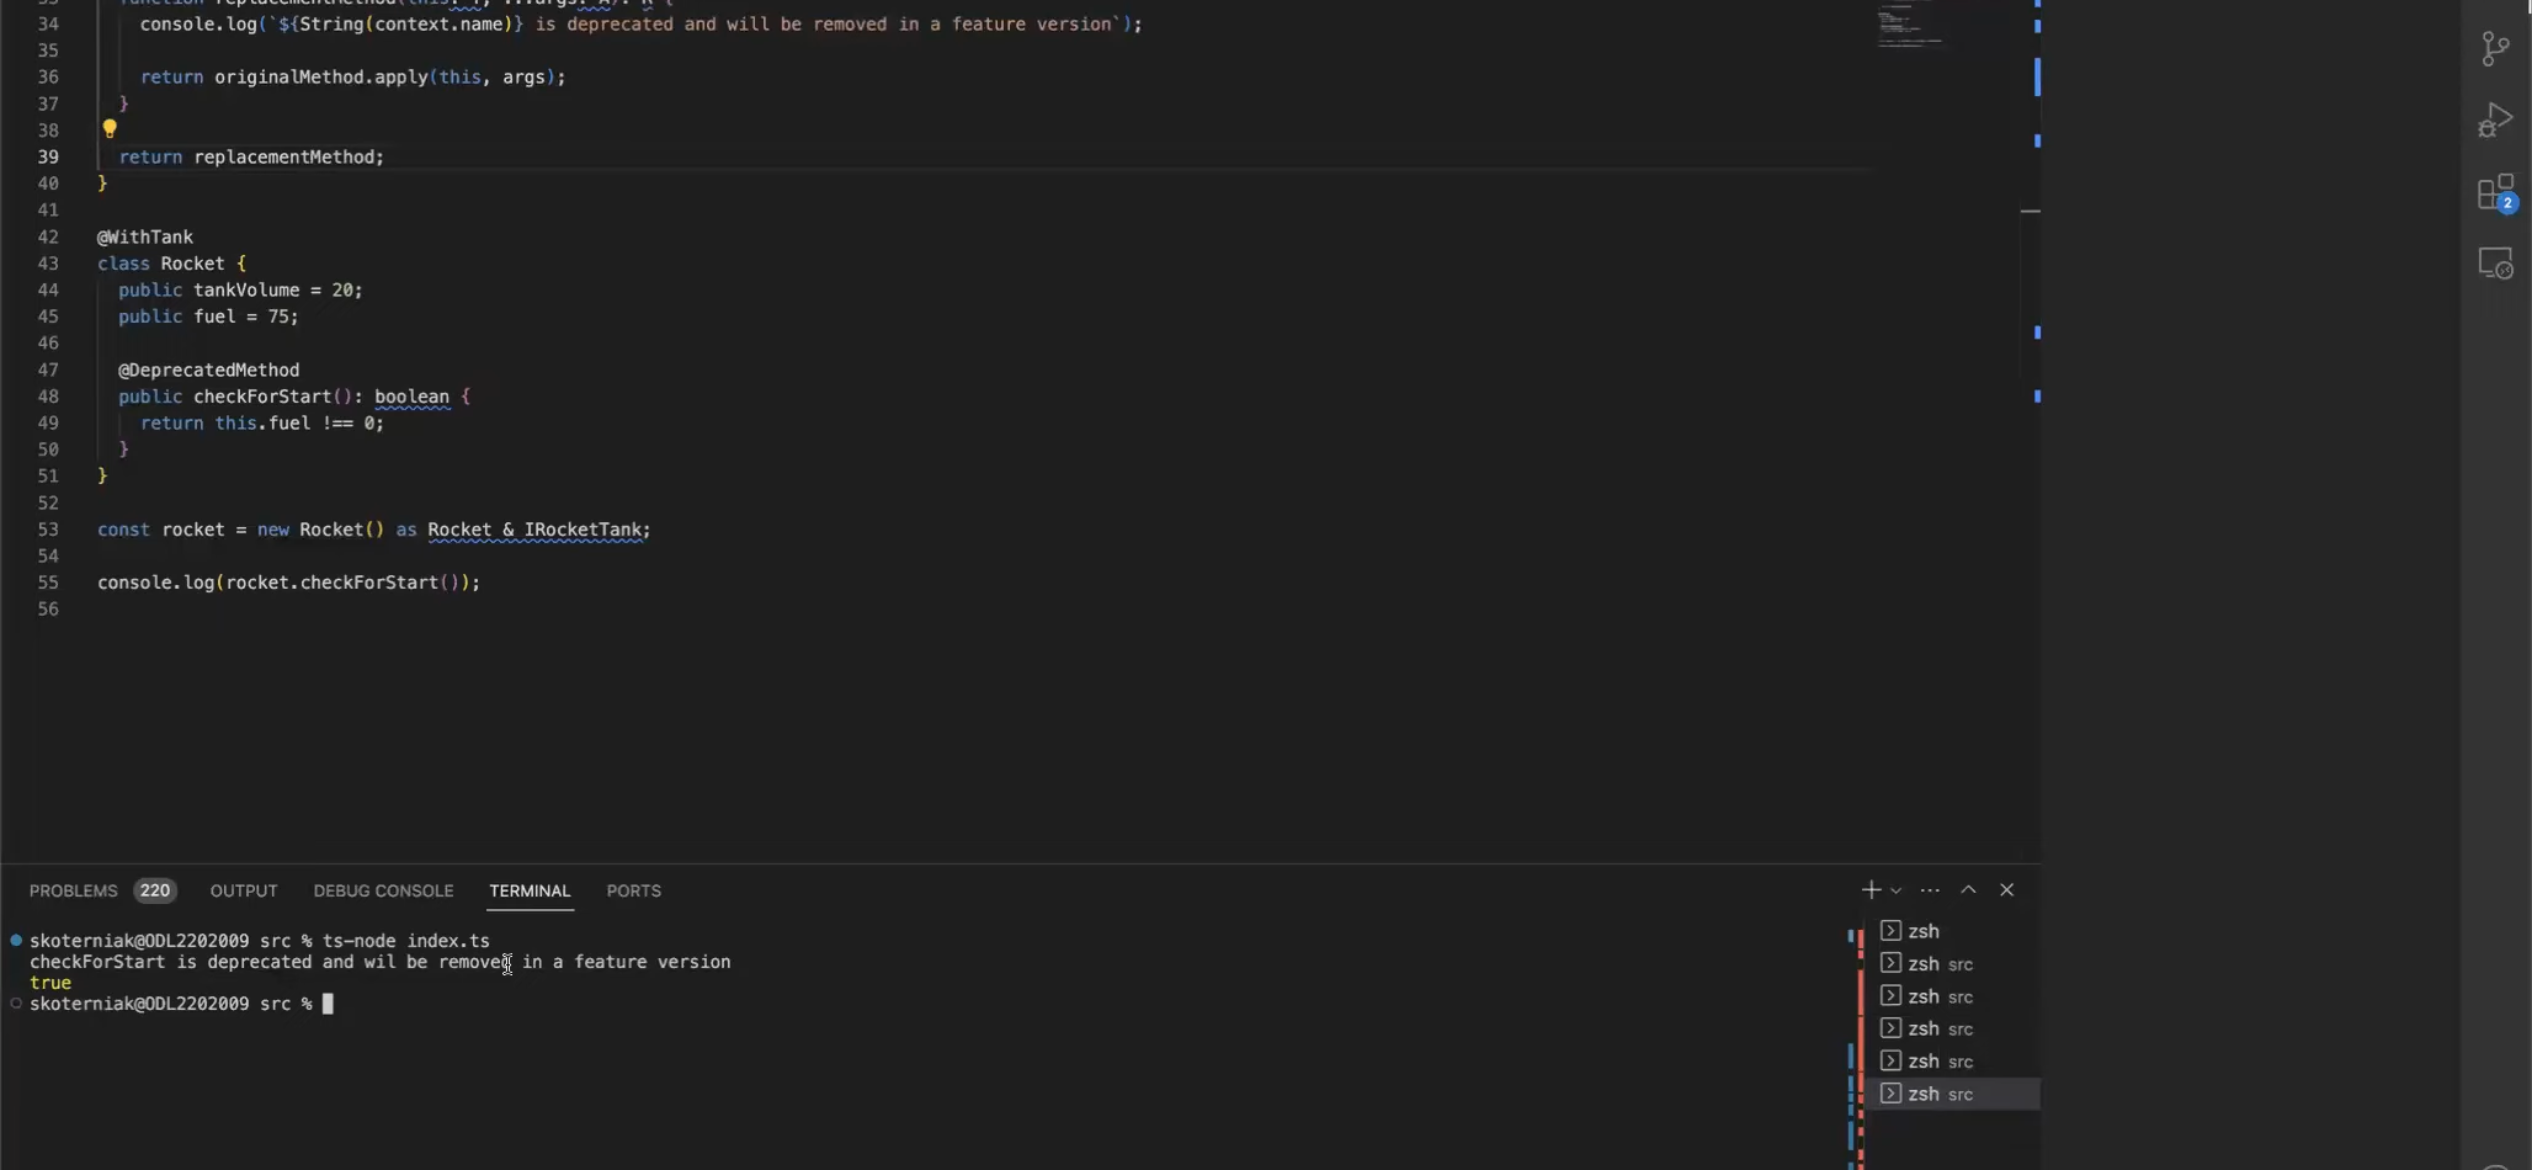 33 function replacementMethod(this: T, ...args: A): R {
34 console.log(`${String(context.name)} is deprecated and will be removed in a feature version`);
35
36 return originalMethod.apply(this, args);
37 }
38
39 return replacementMethod;
40 }
41
42 @WithTank
43 class Rocket {
44 public tankVolume = 20;
45 public fuel = 75;
46
47 @DeprecatedMethod
48 public checkForStart(): boolean {
49 return this.fuel !== 0;
50 }
51 }
52
53 const rocket = new Rocket() as Rocket & IRocketTank;
54
55 console.log(rocket.checkForStart());
56
2
PROBLEMS 220 OUTPUT DEBUG CONSOLE TERMINAL PORTS
skoterniak@ODL2202009 src % ts-node index.ts
checkForStart is deprecated and wil be removed in a feature version
true
skoterniak@ODL2202009 src %
zsh
zsh src
zsh src
zsh src
zsh src
zsh src